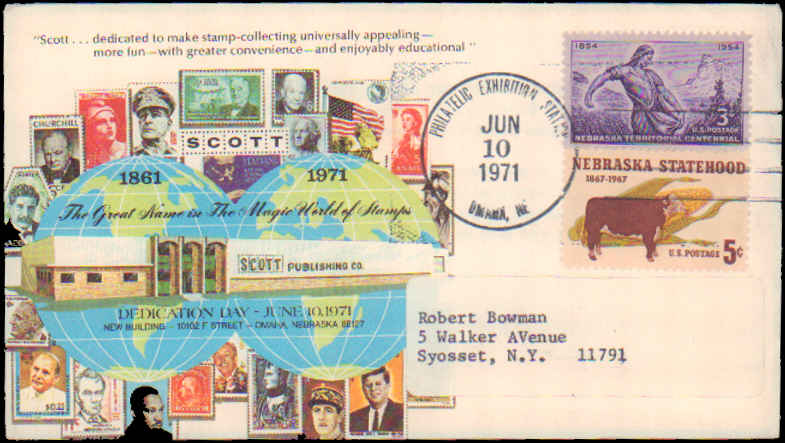 "Scott . . . dedicated to make stamp-collecting universally appealing—
more fun—with greater convenience—and enjoyably educational "
CHURCHILL
SCOTT
1861 1971
The Great Name in The Magic World of Stamps
SCOTT PUBLISHING CO.
DEDICATION DAY - JUNE 10, 1971
NEW BUILDING — 10102 F STREET — OMAHA, NEBRASKA 68127
$0.25
PHILATELIC EXHIBITION STATION
JUN
10
1971
OMAHA, NE
1854 1954
3¢
U.S. POSTAGE
NEBRASKA TERRITORIAL CENTENNIAL
NEBRASKA STATEHOOD
1867-1967
U.S. POSTAGE 5¢
Robert Bowman
5 Walker AVenue
Syosset, N.Y. 11791